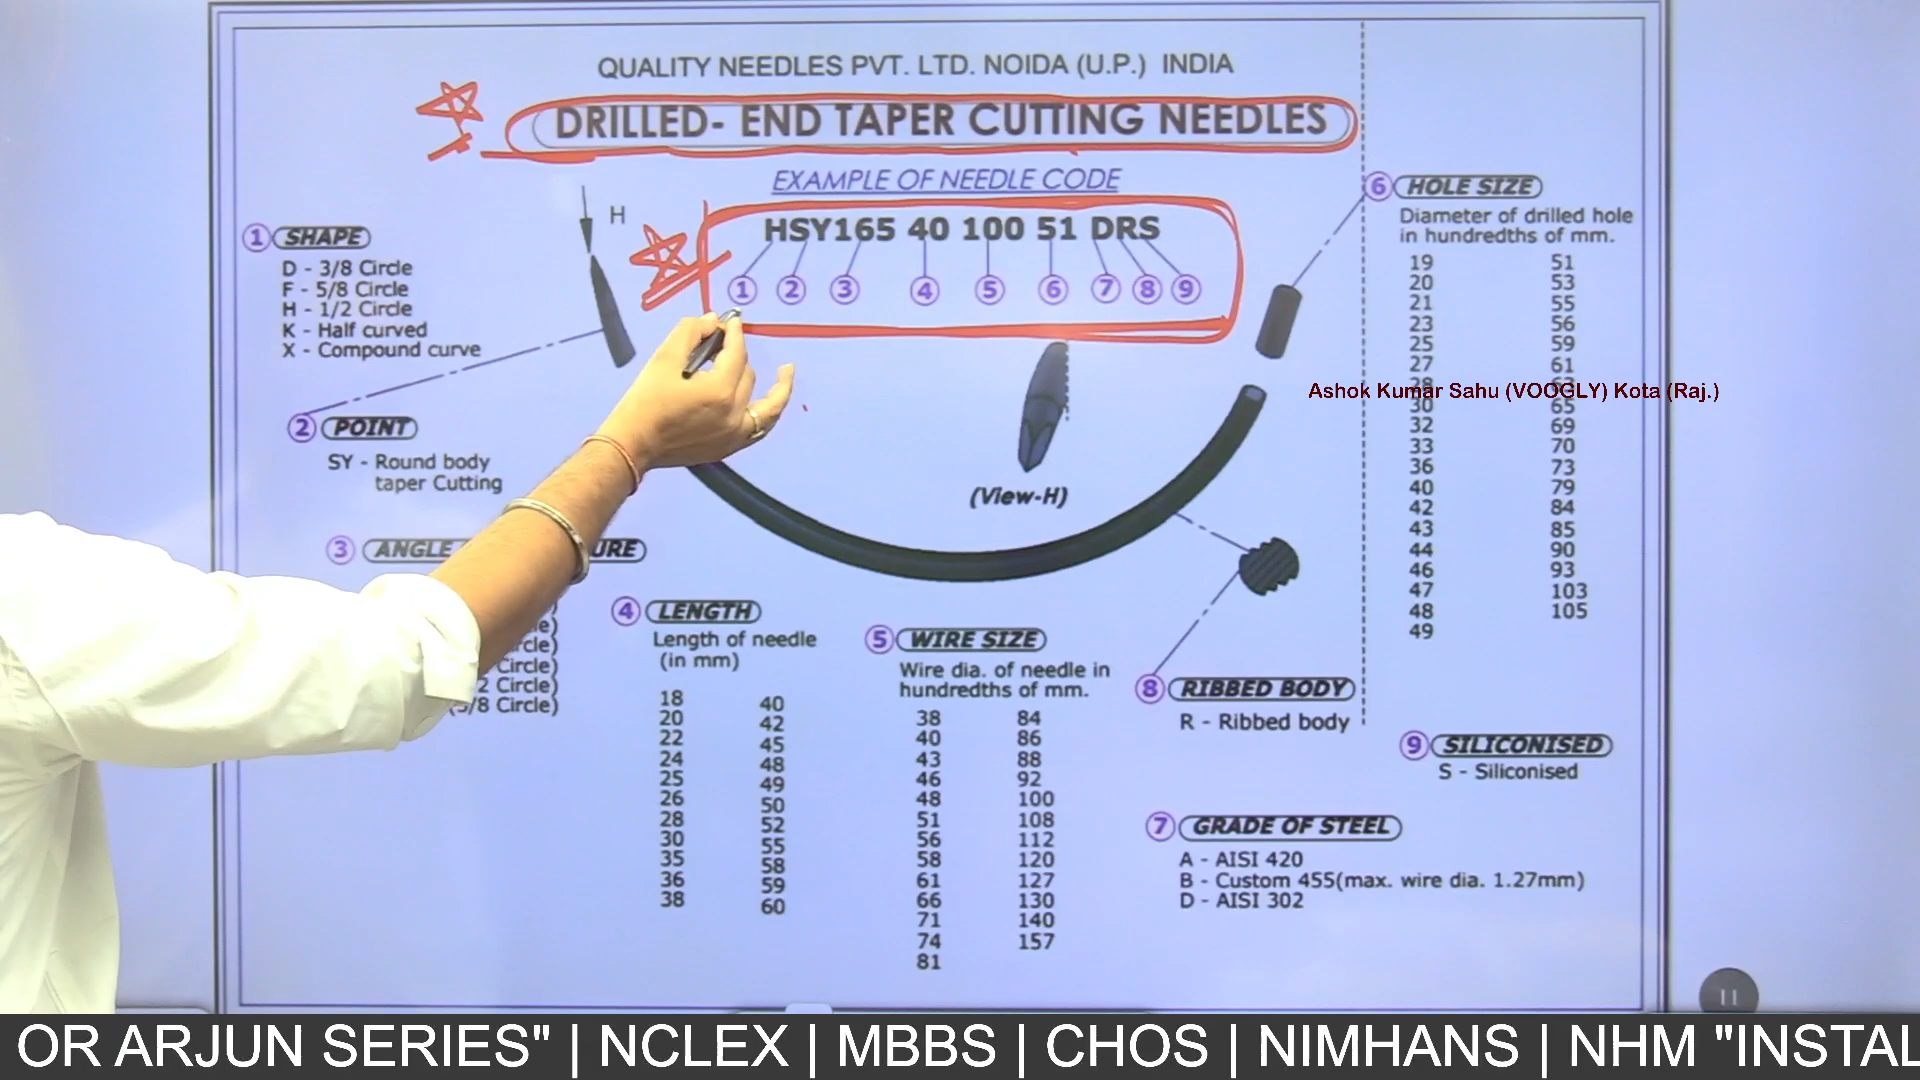 QUALITY NEEDLES PVT. LTD. NOIDA (U.P.) INDIA
DRILLED- END TAPER CUTTING NEEDLES
EXAMPLE OF NEEDLE CODE
HSY165 40 100 51 DRS
1 2 3 4 5 6 7 8 9
H
1 SHAPE
D - 3/8 Circle
F - 5/8 Circle
H - 1/2 Circle
K - Half curved
X - Compound curve
2 POINT
SY - Round body
taper Cutting
3 ANGLE
Circle)
2 Circle)
(5/8 Circle)
(View-H)
4 LENGTH
Length of needle
(in mm)
18 40
20 42
22 45
24 48
25 49
26 50
28 52
30 55
35 58
36 59
38 60
5 WIRE SIZE
Wire dia. of needle in
hundredths of mm.
38 84
40 86
43 88
46 92
48 100
51 108
56 112
58 120
61 127
66 130
71 140
74 157
81
6 HOLE SIZE
Diameter of drilled hole
in hundredths of mm.
19 51
20 53
21 55
23 56
25 59
27 61
Ashok Kumar Sahu (VOOGLY) Kota (Raj.)
30 65
32 69
33 70
36 73
40 79
42 84
43 85
44 90
46 93
47 103
48 105
49
8 RIBBED BODY
R - Ribbed body
9 SILICONISED
S - Siliconised
7 GRADE OF STEEL
A - AISI 420
B - Custom 455(max. wire dia. 1.27mm)
D - AISI 302
11
OR ARJUN SERIES" | NCLEX | MBBS | CHOS | NIMHANS | NHM "INSTAL